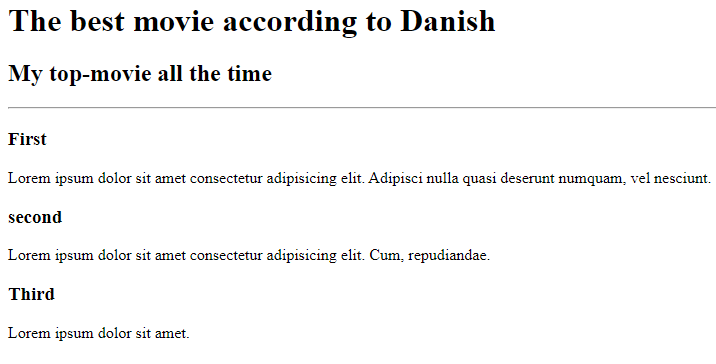 The best movie according to Danish
My top-movie all the time
First
Lorem ipsum dolor sit amet consectetur adipisicing elit. Adipisci nulla quasi deserunt numquam, vel nesciunt.
second
Lorem ipsum dolor sit amet consectetur adipisicing elit. Cum, repudiandae.
Third
Lorem ipsum dolor sit amet.